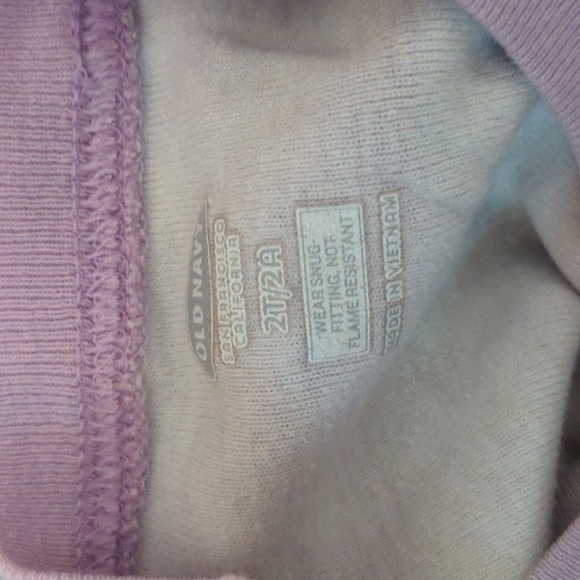 OLD NAVY
SAN FRANCISCO
CALIFORNIA
2T/2A
WEAR SNUG-
FITTING, NOT
FLAME RESISTANT
MADE IN VIETNAM